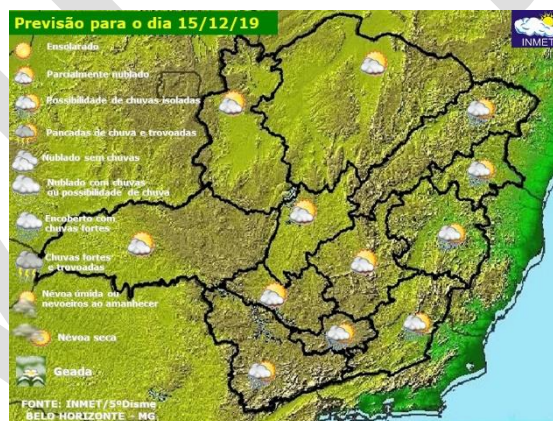 Previsão para o dia 15/12/19
INMET
Ensolarado
Parcialmente nublado
Possibilidade de chuvas isoladas
Pancadas de chuva e trovoadas
Nublado sem chuvas
Nublado com chuvas
ou possibilidade de chuva
Encoberto com
chuvas fortes
Chuvas fortes
e trovoadas
Névoa úmida ou
nevoeiros ao amanhecer
Névoa seca
Geada
FONTE: INMET/5ºDisme
BELO HORIZONTE - MG